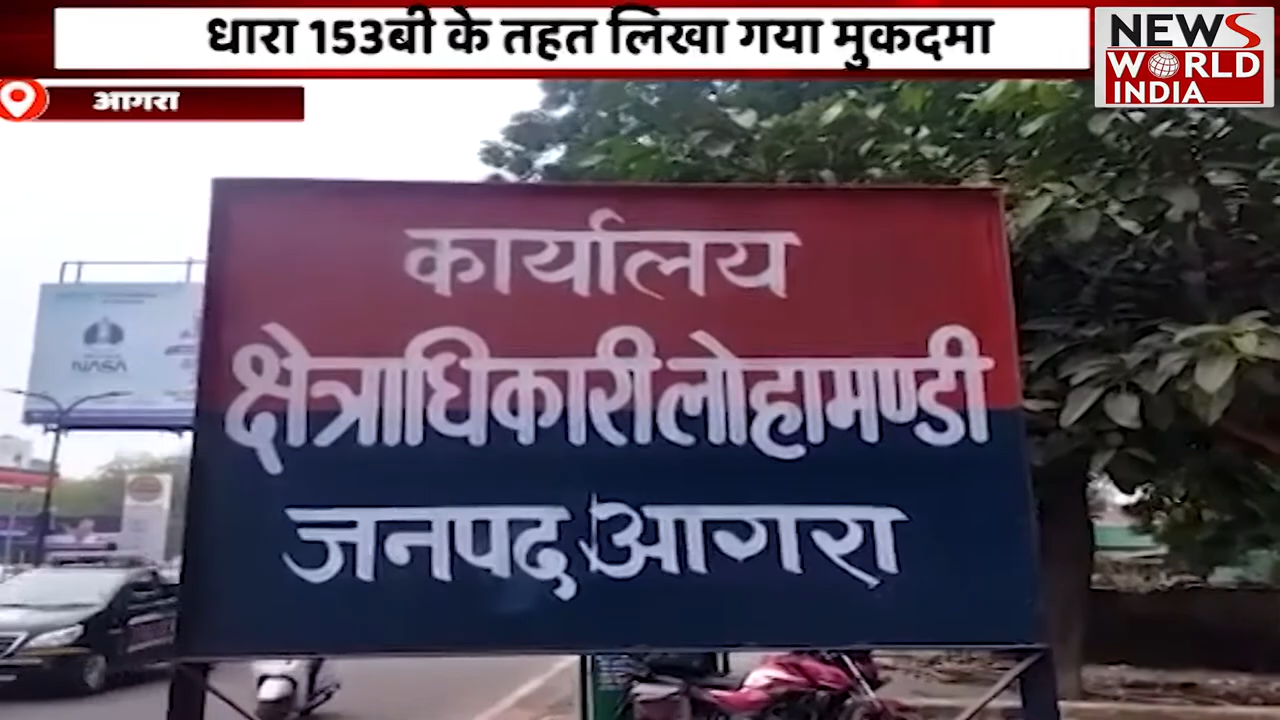 धारा 153बी के तहत लिखा गया मुकदमा
NEWS
WORLD
INDIA
आगरा
कार्यालय
क्षेत्राधिकारी लोहामण्डी
जनपद आगरा
NASA